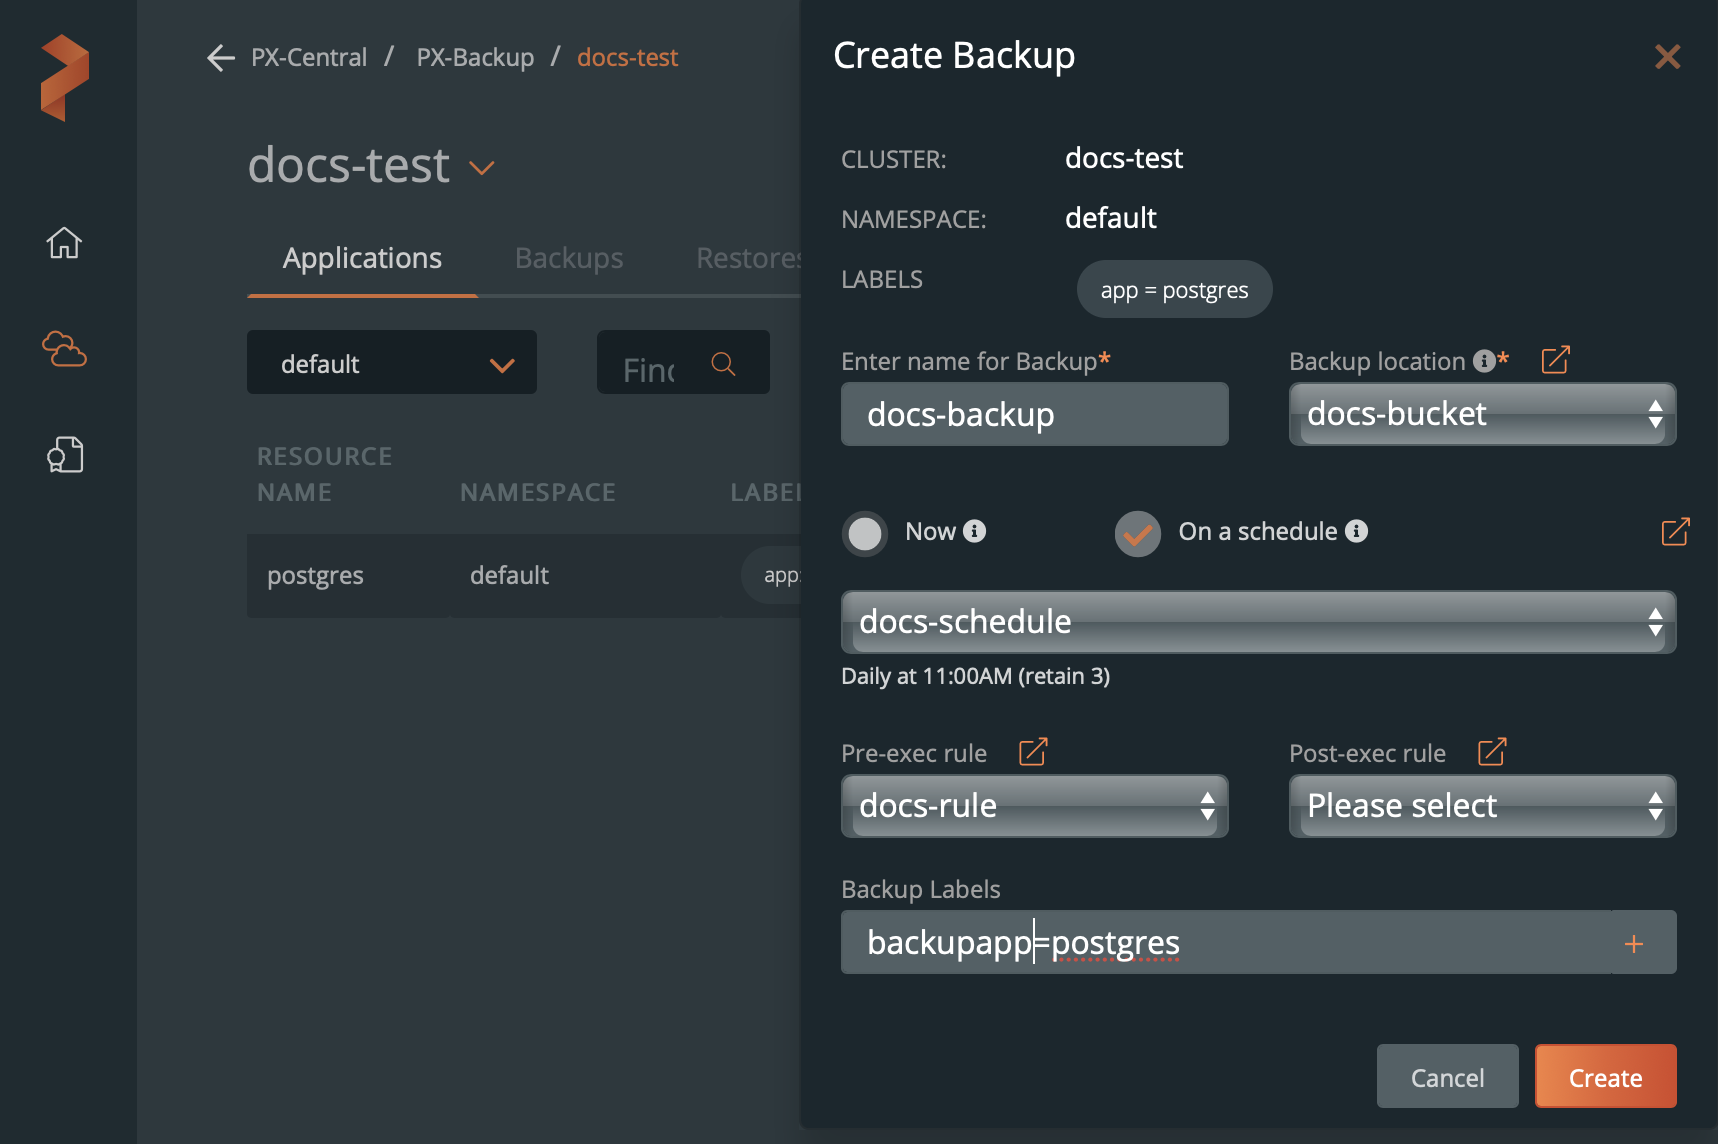 PX-Central / PX-Backup / docs-test
docs-test
Applications Backups Restores
default
Find
RESOURCE NAME NAMESPACE LABEL
postgres default app:
Create Backup
CLUSTER: docs-test
NAMESPACE: default
LABELS app = postgres
Enter name for Backup* Backup location *
docs-backup docs-bucket
Now On a schedule
docs-schedule
Daily at 11:00AM (retain 3)
Pre-exec rule Post-exec rule
docs-rule Please select
Backup Labels
backupapp=postgres +
Cancel Create